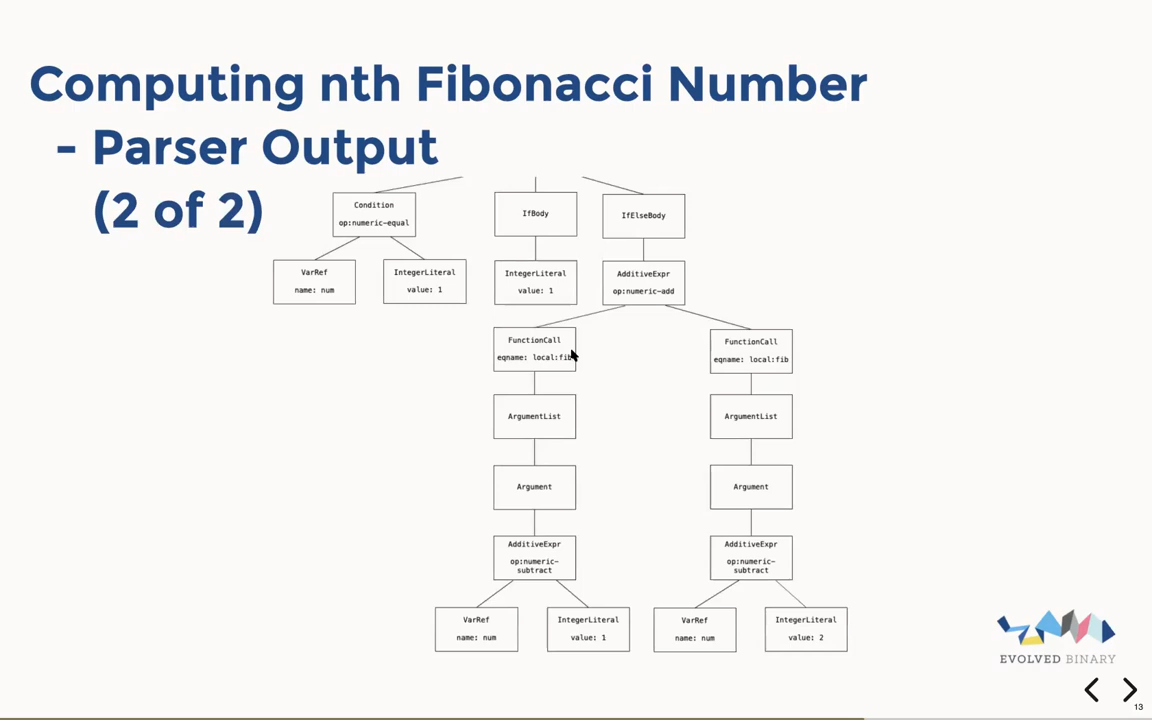 Computing nth Fibonacci Number
- Parser Output
(2 of 2)
Condition
op:numeric-equal
IfBody
IfElseBody
VarRef
name: num
IntegerLiteral
value: 1
IntegerLiteral
value: 1
AdditiveExpr
op:numeric-add
FunctionCall
eqname: local:fib
FunctionCall
eqname: local:fib
ArgumentList
ArgumentList
Argument
Argument
AdditiveExpr
op:numeric-
subtract
AdditiveExpr
op:numeric-
subtract
VarRef
name: num
IntegerLiteral
value: 1
VarRef
name: num
IntegerLiteral
value: 2
EVOLVED BINARY
13